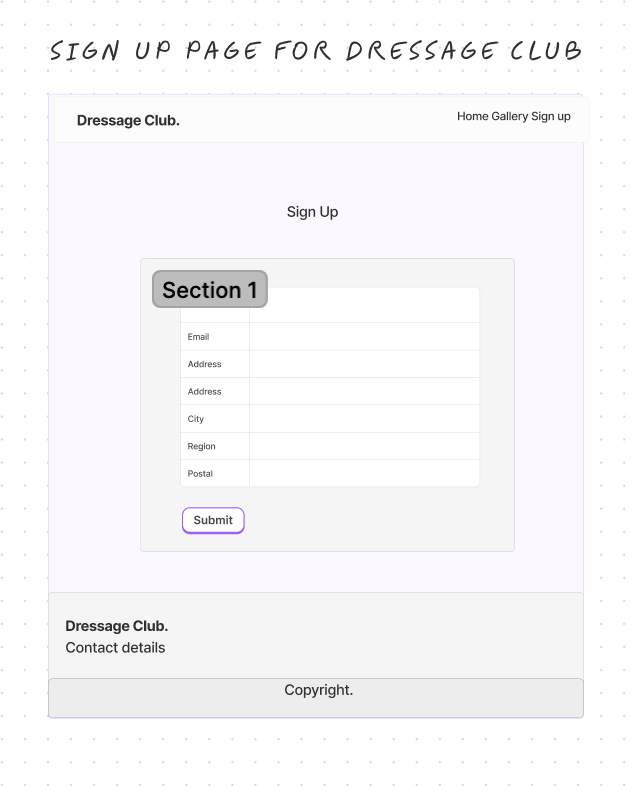 SIGN UP PAGE FOR DRESSAGE CLUB
Dressage Club.
Home Gallery Sign up
Sign Up
Section 1
Email
Address
Address
City
Region
Postal
Submit
Dressage Club.
Contact details
Copyright.